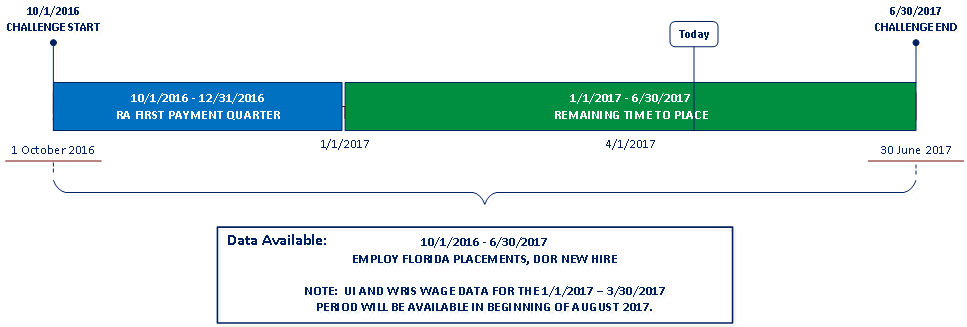 10/1/2016
CHALLENGE START
6/30/2017
CHALLENGE END
Today
10/1/2016 - 12/31/2016
RA FIRST PAYMENT QUARTER
1/1/2017 - 6/30/2017
REMAINING TIME TO PLACE
1 October 2016
1/1/2017
4/1/2017
30 June 2017
Data Available:
10/1/2016 - 6/30/2017
EMPLOY FLORIDA PLACEMENTS, DOR NEW HIRE
NOTE: UI AND WRIS WAGE DATA FOR THE 1/1/2017 – 3/30/2017
PERIOD WILL BE AVAILABLE IN BEGINNING OF AUGUST 2017.